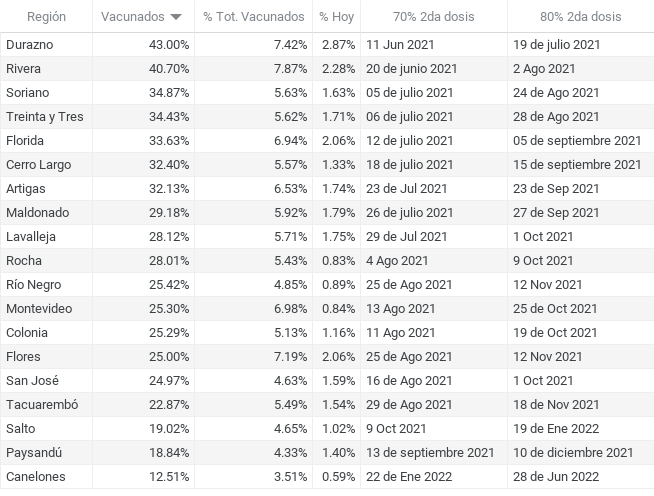 Región Vacunados % Tot. Vacunados % Hoy 70% 2da dosis 80% 2da dosis
Durazno 43.00% 7.42% 2.87% 11 Jun 2021 19 de julio 2021
Rivera 40.70% 7.87% 2.28% 20 de junio 2021 2 Ago 2021
Soriano 34.87% 5.63% 1.63% 05 de julio 2021 24 de Ago 2021
Treinta y Tres 34.43% 5.62% 1.71% 06 de julio 2021 28 de Ago 2021
Florida 33.63% 6.94% 2.06% 12 de julio 2021 05 de septiembre 2021
Cerro Largo 32.40% 5.57% 1.33% 18 de julio 2021 15 de septiembre 2021
Artigas 32.13% 6.53% 1.74% 23 de Jul 2021 23 de Sep 2021
Maldonado 29.18% 5.92% 1.79% 26 de julio 2021 27 de Sep 2021
Lavalleja 28.12% 5.71% 1.75% 29 de Jul 2021 1 Oct 2021
Rocha 28.01% 5.43% 0.83% 4 Ago 2021 9 Oct 2021
Río Negro 25.42% 4.85% 0.89% 25 de Ago 2021 12 Nov 2021
Montevideo 25.30% 6.98% 0.84% 13 Ago 2021 25 de Oct 2021
Colonia 25.29% 5.13% 1.16% 11 Ago 2021 19 de Oct 2021
Flores 25.00% 7.19% 2.06% 25 de Ago 2021 12 Nov 2021
San José 24.97% 4.63% 1.59% 16 de Ago 2021 1 Oct 2021
Tacuarembó 22.87% 5.49% 1.54% 29 de Ago 2021 18 de Nov 2021
Salto 19.02% 4.65% 1.02% 9 Oct 2021 19 de Ene 2022
Paysandú 18.84% 4.33% 1.40% 13 de septiembre 2021 10 de diciembre 2021
Canelones 12.51% 3.51% 0.59% 22 de Ene 2022 28 de Jun 2022